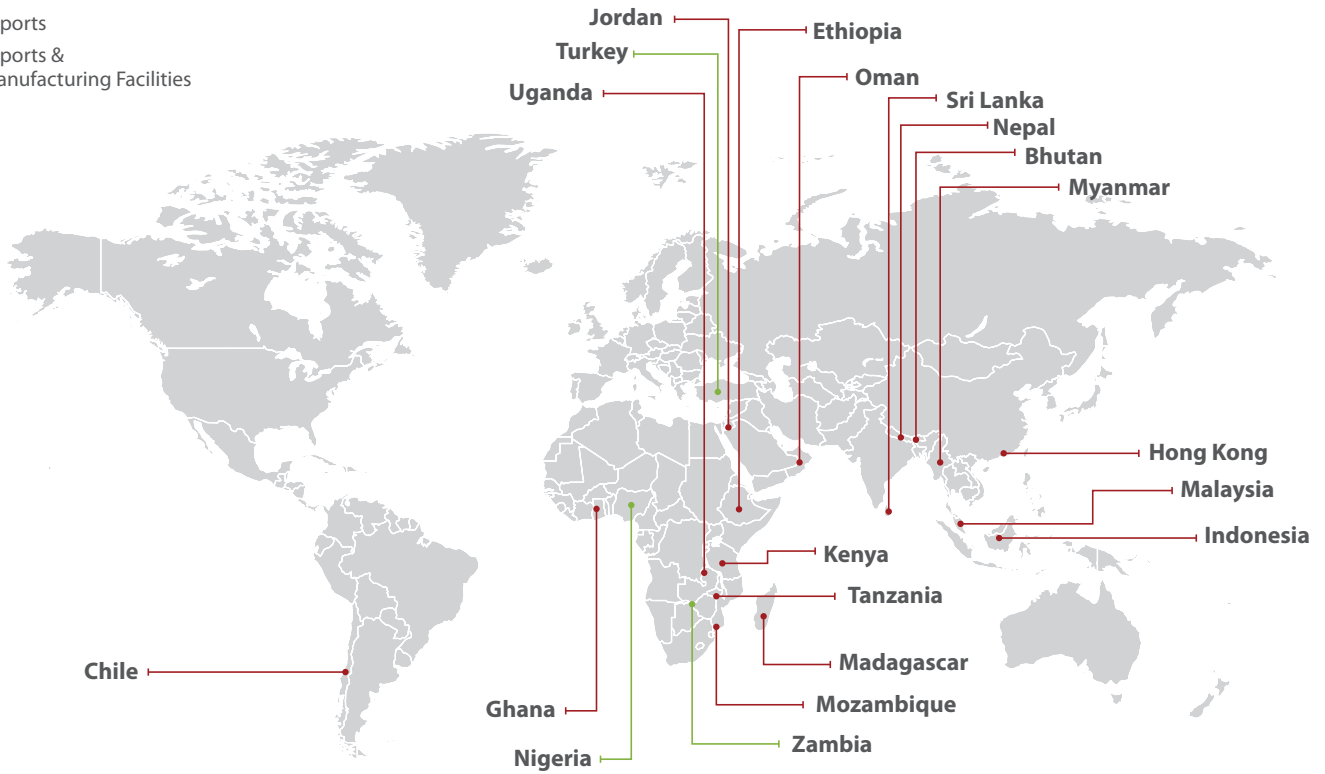 ports
ports &
anufacturing Facilities
Jordan
Ethiopia
Turkey
Oman
Uganda
Sri Lanka
Nepal
Bhutan
Myanmar
Hong Kong
Malaysia
Indonesia
Kenya
Tanzania
Madagascar
Chile
Mozambique
Ghana
Zambia
Nigeria